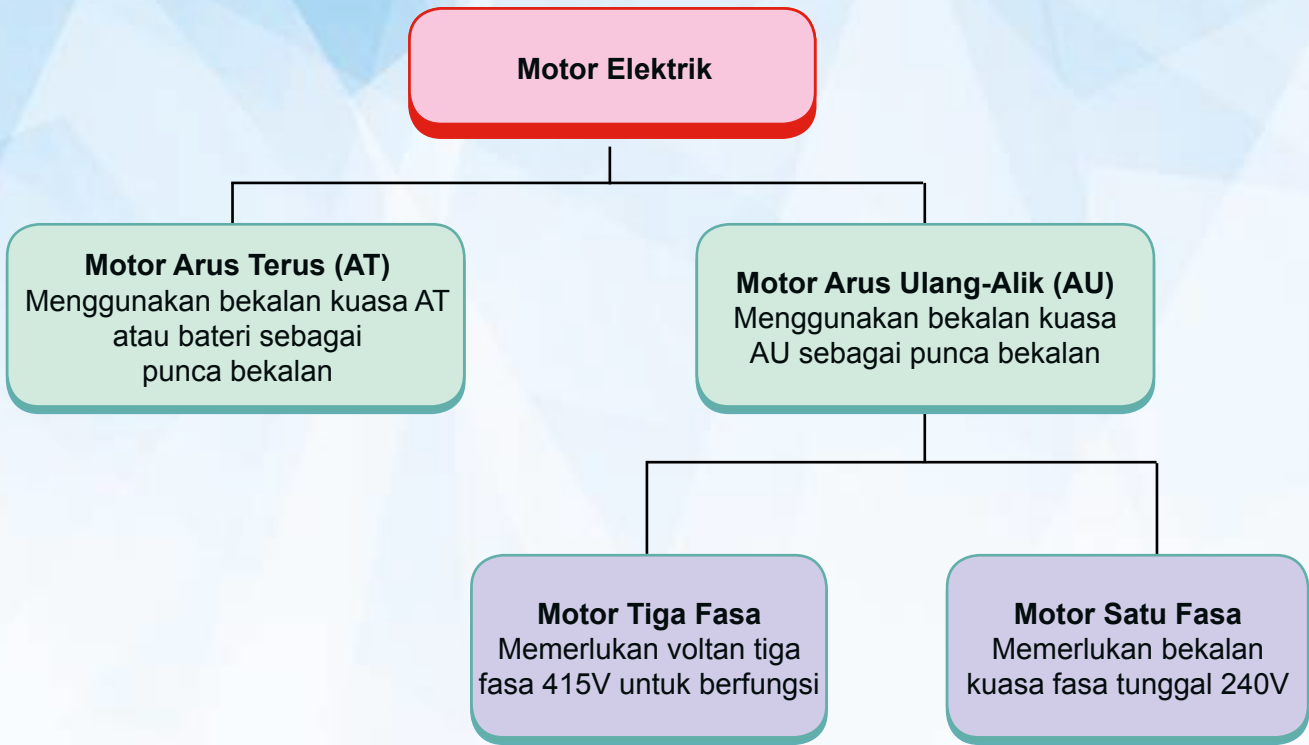 Motor Elektrik
Motor Arus Terus (AT)
Menggunakan bekalan kuasa AT
atau bateri sebagai
punca bekalan
Motor Arus Ulang-Alik (AU)
Menggunakan bekalan kuasa
AU sebagai punca bekalan
Motor Tiga Fasa
Memerlukan voltan tiga
fasa 415V untuk berfungsi
Motor Satu Fasa
Memerlukan bekalan
kuasa fasa tunggal 240V